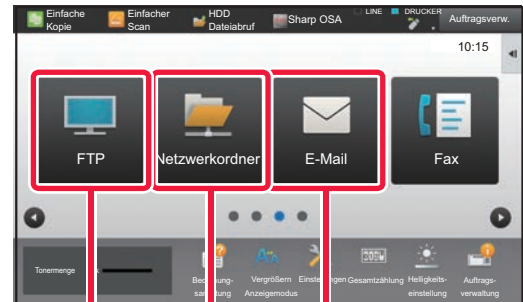 Einfache
Kopie
Einfacher
Scan
HDD
Dateiabruf
Sharp OSA
LINE
DRUCKER
Auftragsverw.
10:15
FTP
Netzwerkordner
E-Mail
Fax
Tonermenge
Vergrößern
Anzeigemodus
Gesamtzählung
Helligkeits-
einstellung
Auftrags-
verwaltung